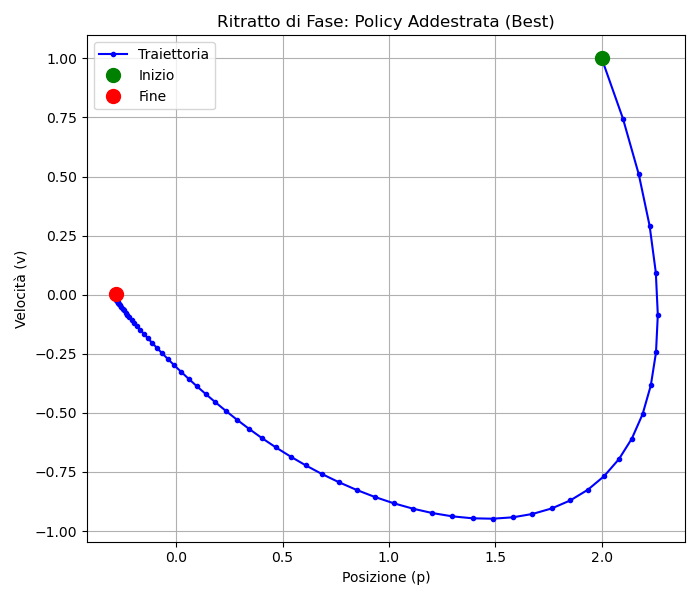 Ritratto di Fase: Policy Addestrata (Best)
Traiettoria
Inizio
Fine
1.00
0.75
0.50
0.25
0.00
−0.25
−0.50
−0.75
−1.00
Velocità (v)
0.0
0.5
1.0
1.5
2.0
Posizione (p)